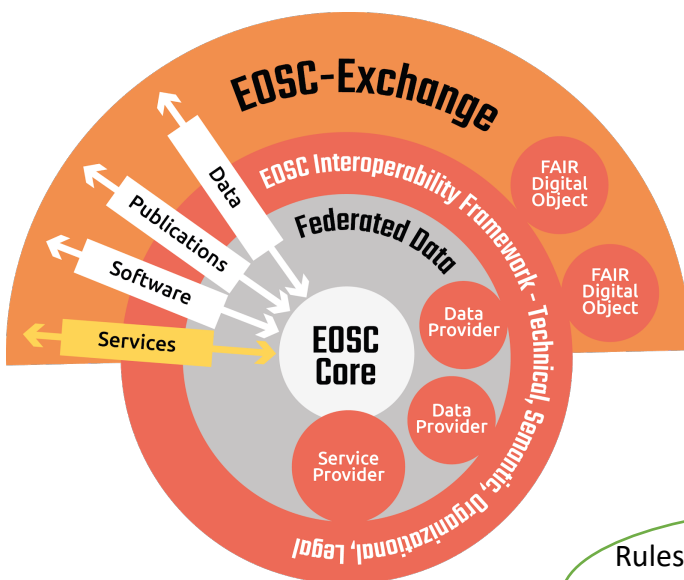 EOSC-Exchange
EOSC Interoperability Framework - Technical, Semantic, Organizational, Legal
FAIR
Digital
Object
FAIR
Digital
Object
Data
Publications
Software
Services
Federated Data
EOSC
Core
Data
Provider
Data
Provider
Service
Provider
Rules